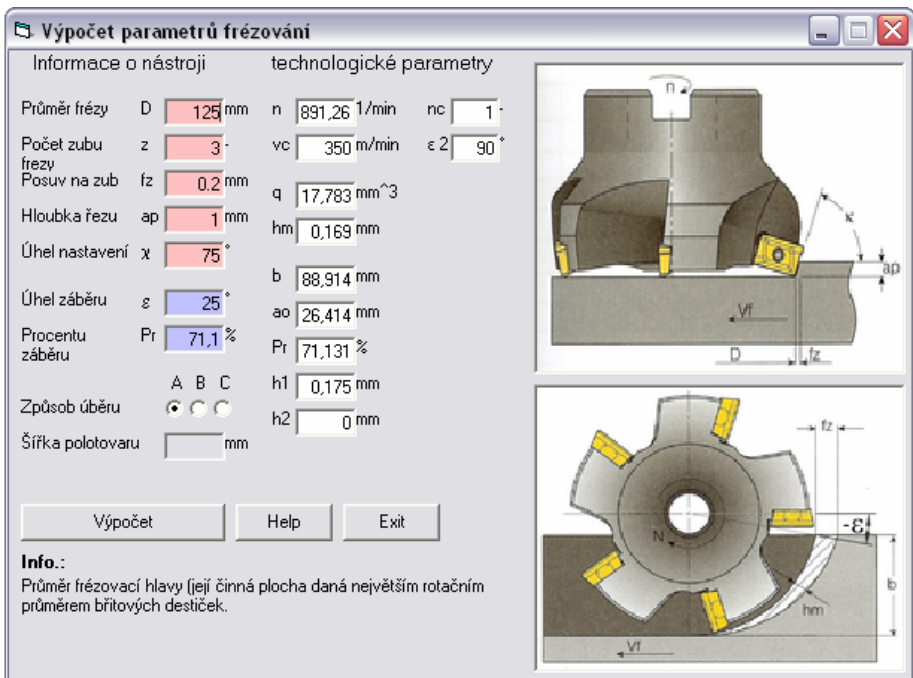 Výpočet parametrů frézování
Informace o nástroji
Průměr frézy D 125 mm
Počet zubu frezy z 3 -
Posuv na zub fz 0.2 mm
Hloubka řezu ap 1 mm
Úhel nastavení χ 75 °
Úhel záběru ε 25 °
Procentu záběru Pr 71,1 %
A B C
Způsob úběru
Šířka polotovaru mm
technologické parametry
n 891,26 1/min nc 1 -
vc 350 m/min ε 2 90 °
q 17,783 mm^3
hm 0,169 mm
b 88,914 mm
ao 26,414 mm
Pr 71,131 %
h1 0,175 mm
h2 0 mm
Výpočet Help Exit
Info.:
Průměr frézovací hlavy (její činná plocha daná největším rotačním
průměrem břitových destiček.
n
ap
Vf
D fz
fz
-ε
N
hm
Vf